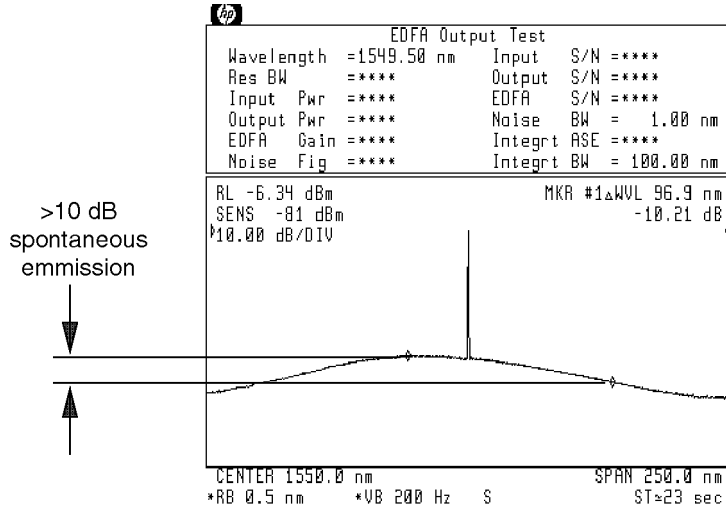 hp
EDFA Output Test
Wavelength =1549.50 nm Input S/N =****
Res BW =**** Output S/N =****
Input Pwr =**** EDFA S/N =****
Output Pwr =**** Noise BW = 1.00 nm
EDFA Gain =**** Integrt ASE =****
Noise Fig =**** Integrt BW = 100.00 nm
RL -6.34 dBm MKR #1△WVL 96.9 nm
SENS -81 dBm -10.21 dB
10.00 dB/DIV
>10 dB
spontaneous
emmission
CENTER 1550.0 nm SPAN 250.0 nm
*RB 0.5 nm *VB 200 Hz S ST≃23 sec